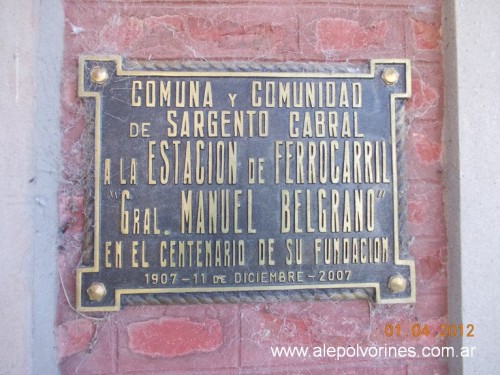 COMUNA Y COMUNIDAD
DE SARGENTO CABRAL
A LA ESTACION DE FERROCARRIL
"GRAL. MANUEL BELGRANO"
EN EL CENTENARIO DE SU FUNDACION
1907-11 DE DICIEMBRE-2007
01.04.2012
www.alepolvorines.com.ar